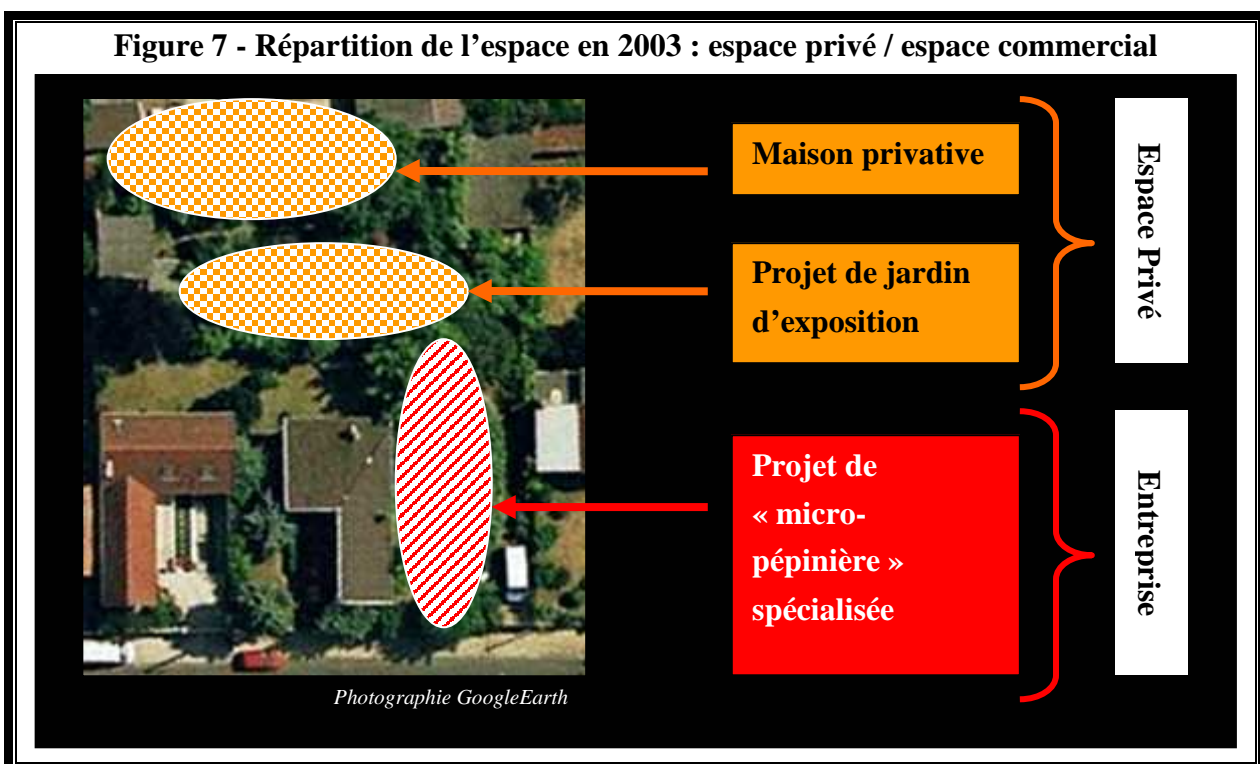 Figure 7 - Répartition de l’espace en 2003 : espace privé / espace commercial
Maison privative
Projet de jardin
d’exposition
Espace Privé
Projet de
« micro-
pépinière »
spécialisée
Entreprise
Photographie GoogleEarth